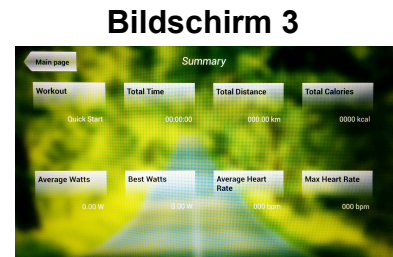 Bildschirm 3
Main page
Summary
Workout
Total Time
Total Distance
Total Calories
Quick Start
00:00:00
000.00 km
0000 kcal
Average Watts
Best Watts
Average Heart
Rate
Max Heart Rate
0.00 W
0.00 W
000 bpm
000 bpm